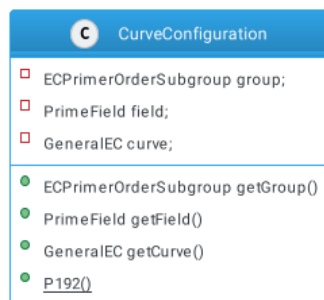 C CurveConfiguration
ECPrimerOrderSubgroup group;
PrimeField field;
GeneralEC curve;
ECPrimerOrderSubgroup getGroup()
PrimeField getField()
GeneralEC getCurve()
P192()